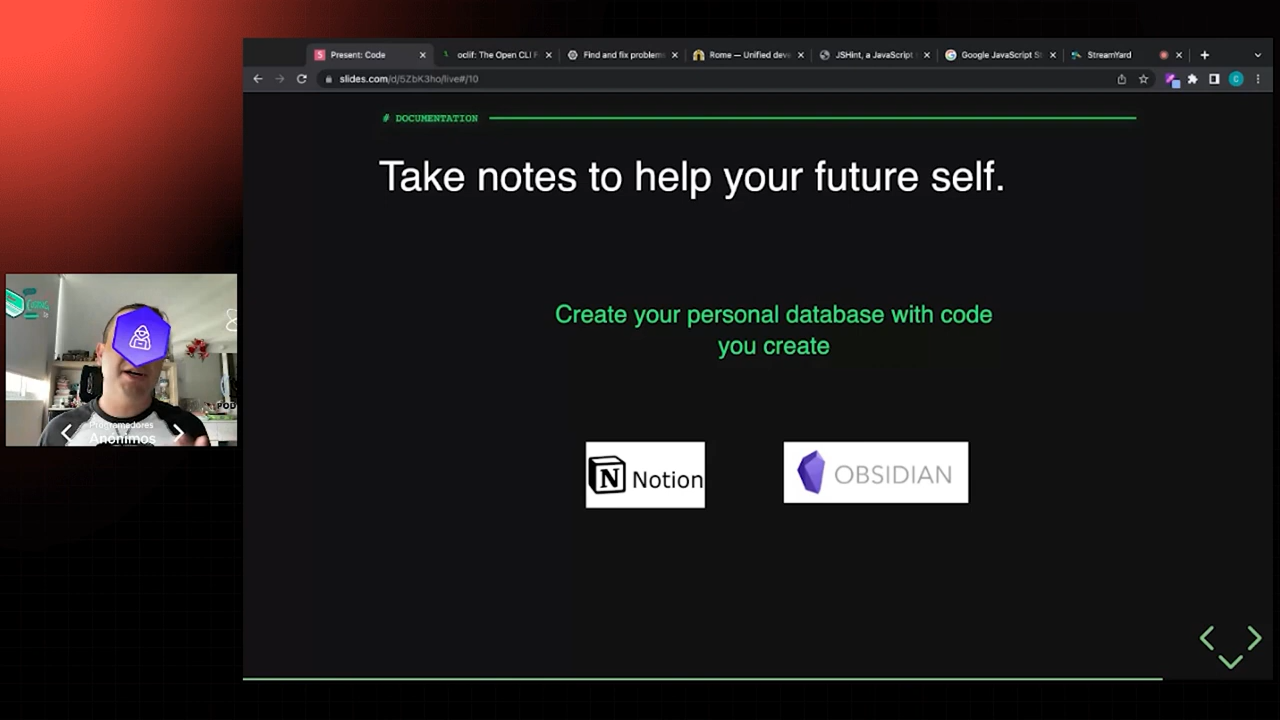 Present: Code
oclif: The Open CLI F
Find and fix problem
Rome — Unified dev
JSHint, a JavaScript
Google JavaScript St
StreamYard
slides.com/d/5ZbK3ho/live#/10
# DOCUMENTATION
Take notes to help your future self.
Create your personal database with code
you create
N Notion
OBSIDIAN
Programadores
Anónimos
POD